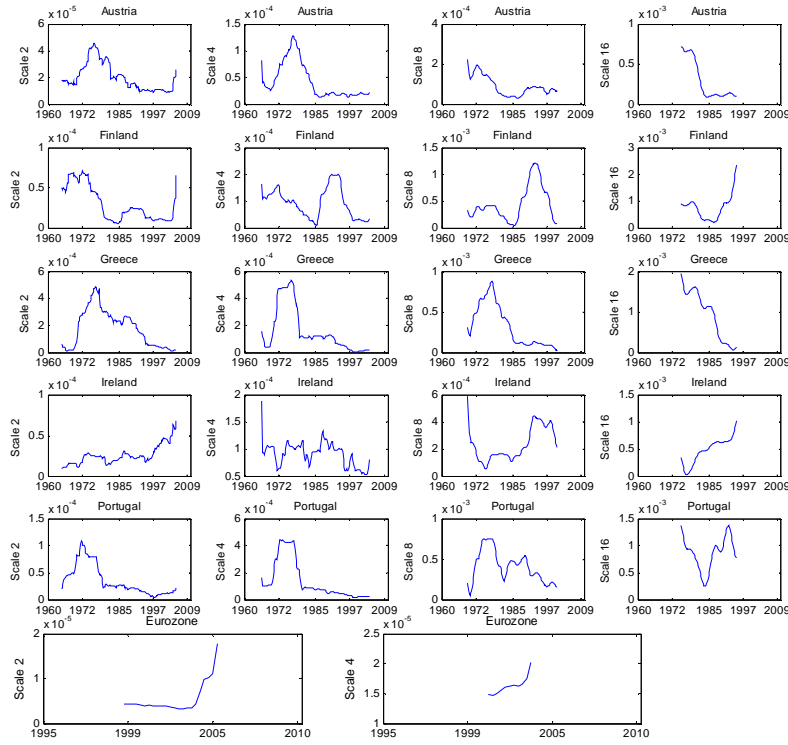 Austria
x 10^-5
Scale 2
6
4
2
0
1960 1972 1985 1997 2009
Austria
x 10^-4
Scale 4
1.5
1
0.5
0
1960 1972 1985 1997 2009
Austria
x 10^-4
Scale 8
4
2
0
1960 1972 1985 1997 2009
Austria
x 10^-3
Scale 16
1
0.5
0
1960 1972 1985 1997 2009
Finland
x 10^-4
Scale 2
1
0.5
0
1960 1972 1985 1997 2009
Finland
x 10^-4
Scale 4
3
2
1
0
1960 1972 1985 1997 2009
Finland
x 10^-3
Scale 8
1.5
1
0.5
0
1960 1972 1985 1997 2009
Finland
x 10^-3
Scale 16
3
2
1
0
1960 1972 1985 1997 2009
Greece
x 10^-4
Scale 2
6
4
2
0
1960 1972 1985 1997 2009
Greece
x 10^-4
Scale 4
6
4
2
0
1960 1972 1985 1997 2009
Greece
x 10^-3
Scale 8
1
0.5
0
1960 1972 1985 1997 2009
Greece
x 10^-3
Scale 16
2
1
0
1960 1972 1985 1997 2009
Ireland
x 10^-4
Scale 2
1
0.5
0
1960 1972 1985 1997 2009
Ireland
x 10^-4
Scale 4
2
1.5
1
0.5
1960 1972 1985 1997 2009
Ireland
x 10^-4
Scale 8
6
4
2
0
1960 1972 1985 1997 2009
Ireland
x 10^-3
Scale 16
1.5
1
0.5
0
1960 1972 1985 1997 2009
Portugal
x 10^-4
Scale 2
1.5
1
0.5
0
1960 1972 1985 1997 2009
Portugal
x 10^-4
Scale 4
6
4
2
0
1960 1972 1985 1997 2009
Portugal
x 10^-3
Scale 8
1
0.5
0
1960 1972 1985 1997 2009
Portugal
x 10^-3
Scale 16
1.5
1
0.5
0
1960 1972 1985 1997 2009
Eurozone
x 10^-5
Scale 2
2
1
0
1995 1999 2005 2010
Eurozone
x 10^-5
Scale 4
2.5
2
1.5
1
1995 1999 2005 2010